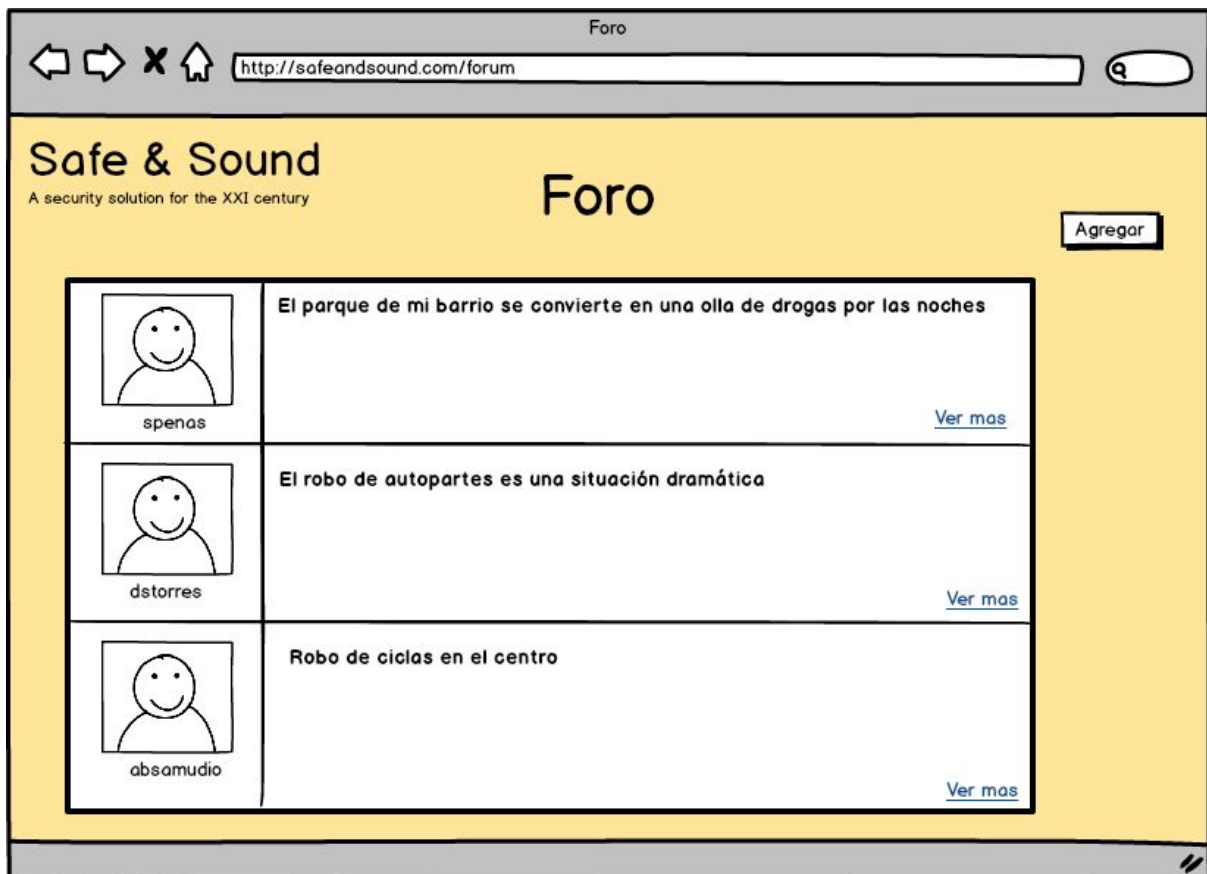 Foro
http://safeandsound.com/forum
Safe & Sound
A security solution for the XXI century
Foro
Agregar
El parque de mi barrio se convierte en una olla de drogas por las noches
spenas
Ver mas
El robo de autopartes es una situación dramática
dstorres
Ver mas
Robo de ciclas en el centro
absamudio
Ver mas